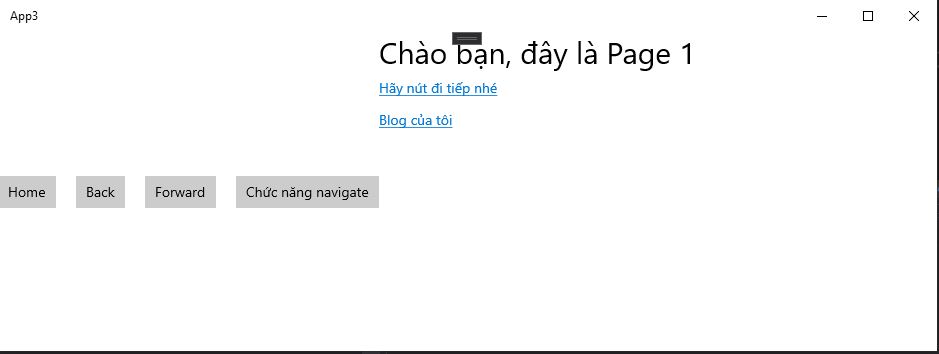 App3
Chào bạn, đây là Page 1
Hãy nút đi tiếp nhé
Blog của tôi
Home Back Forward Chức năng navigate